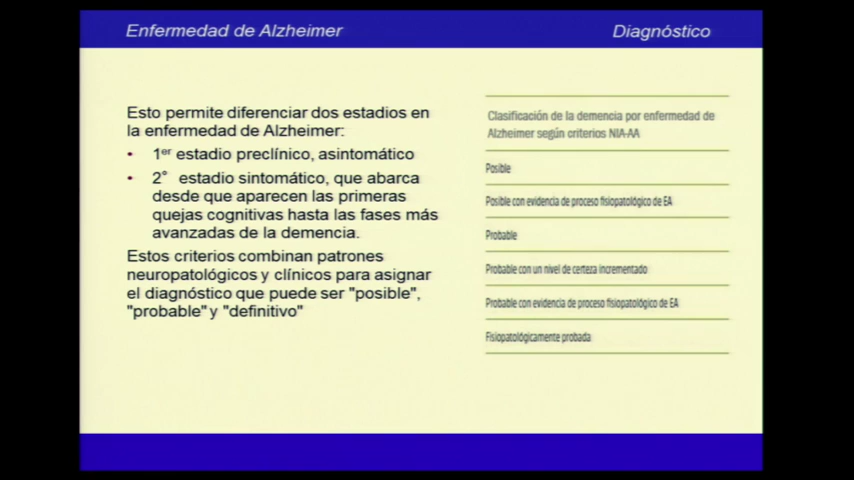 Enfermedad de Alzheimer
Diagnóstico
Esto permite diferenciar dos estadios en
la enfermedad de Alzheimer:
• 1er estadio preclínico, asintomático
• 2° estadio sintomático, que abarca
desde que aparecen las primeras
quejas cognitivas hasta las fases más
avanzadas de la demencia.
Estos criterios combinan patrones
neuropatológicos y clínicos para asignar
el diagnóstico que puede ser "posible",
"probable" y "definitivo"
Clasificación de la demencia por enfermedad de
Alzheimer según criterios NIA-AA
Posible
Posible con evidencia de proceso fisiopatológico de EA
Probable
Probable con un nivel de certeza incrementado
Probable con evidencia de proceso fisiopatológico de EA
Fisiopatológicamente probada